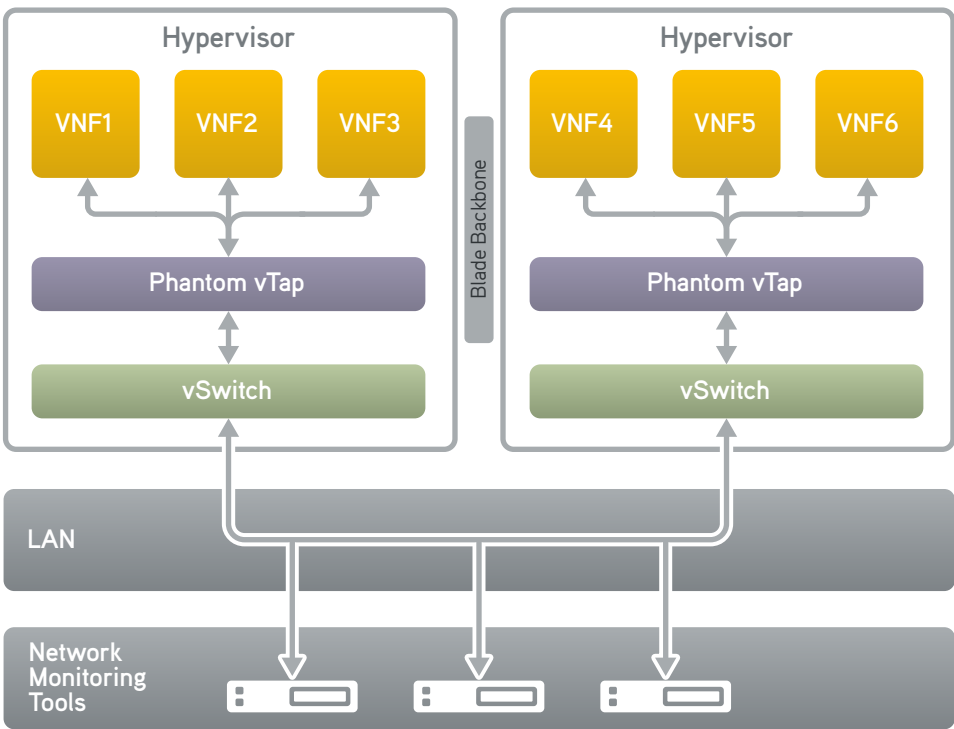 Hypervisor
VNF1
VNF2
VNF3
Phantom vTap
vSwitch
Blade Backbone
Hypervisor
VNF4
VNF5
VNF6
Phantom vTap
vSwitch
LAN
Network
Monitoring
Tools